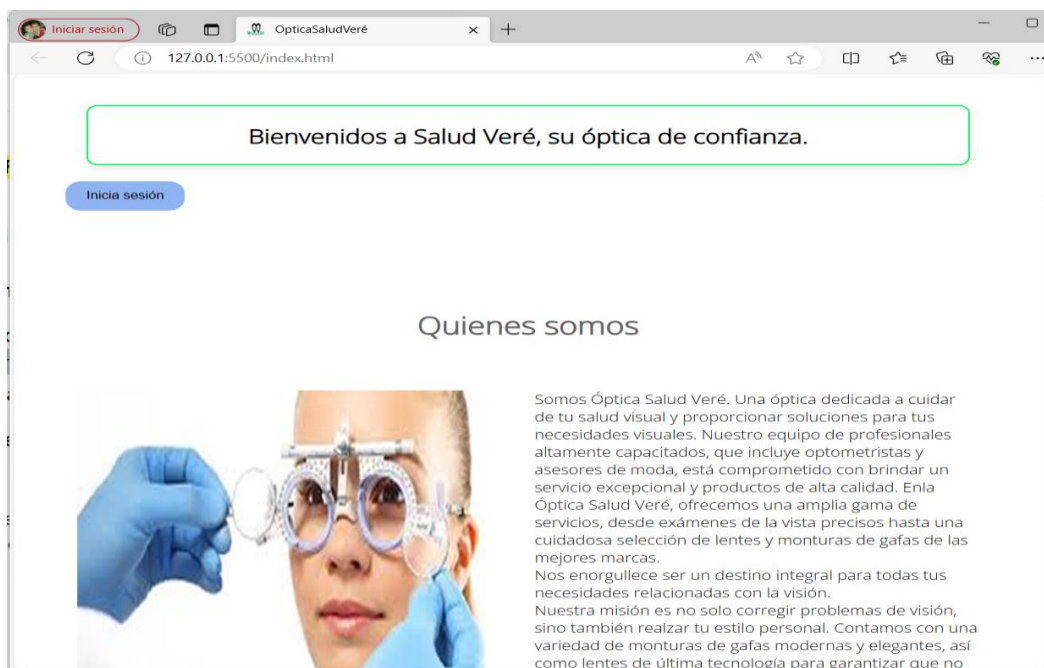 Iniciar sesión
OpticaSaludVeré
127.0.0.1:5500/index.html
Bienvenidos a Salud Veré, su óptica de confianza.
Inicia sesión
Quienes somos
Somos Óptica Salud Veré. Una óptica dedicada a cuidar
de tu salud visual y proporcionar soluciones para tus
necesidades visuales. Nuestro equipo de profesionales
altamente capacitados, que incluye optometristas y
asesores de moda, está comprometido con brindar un
servicio excepcional y productos de alta calidad. Enla
Óptica Salud Veré, ofrecemos una amplia gama de
servicios, desde exámenes de la vista precisos hasta una
cuidadosa selección de lentes y monturas de gafas de las
mejores marcas.
Nos enorgullece ser un destino integral para todas tus
necesidades relacionadas con la visión.
Nuestra misión es no solo corregir problemas de visión,
sino también realzar tu estilo personal. Contamos con una
variedad de monturas de gafas modernas y elegantes, así
como lentes de última tecnología para garantizar que no